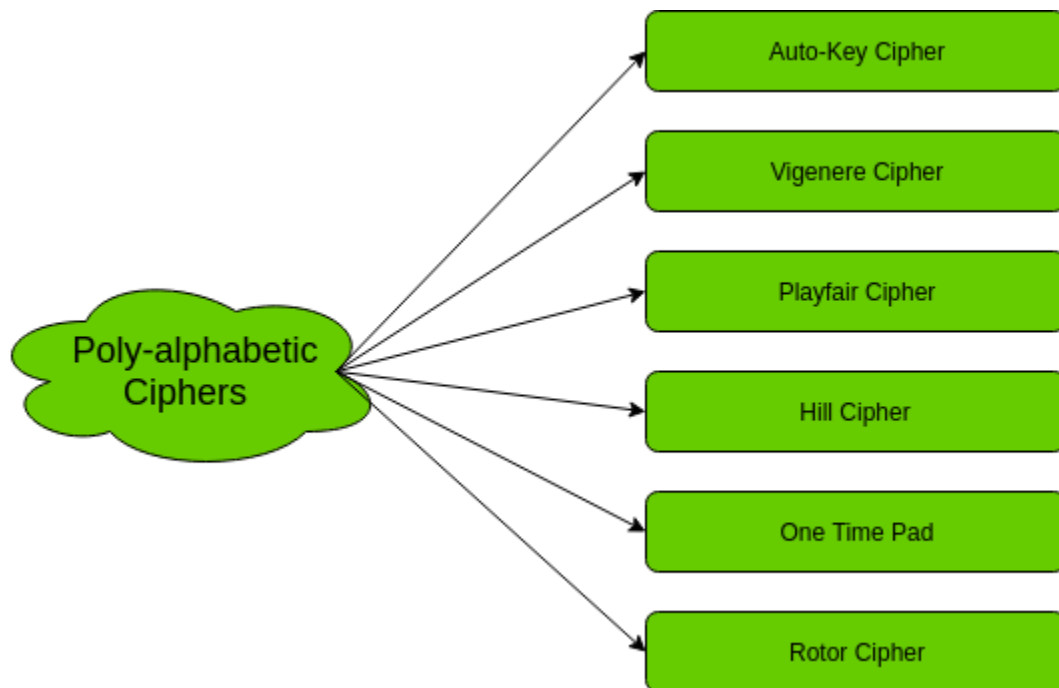 Auto-Key Cipher
Vigenere Cipher
Playfair Cipher
Poly-alphabetic
Ciphers
Hill Cipher
One Time Pad
Rotor Cipher